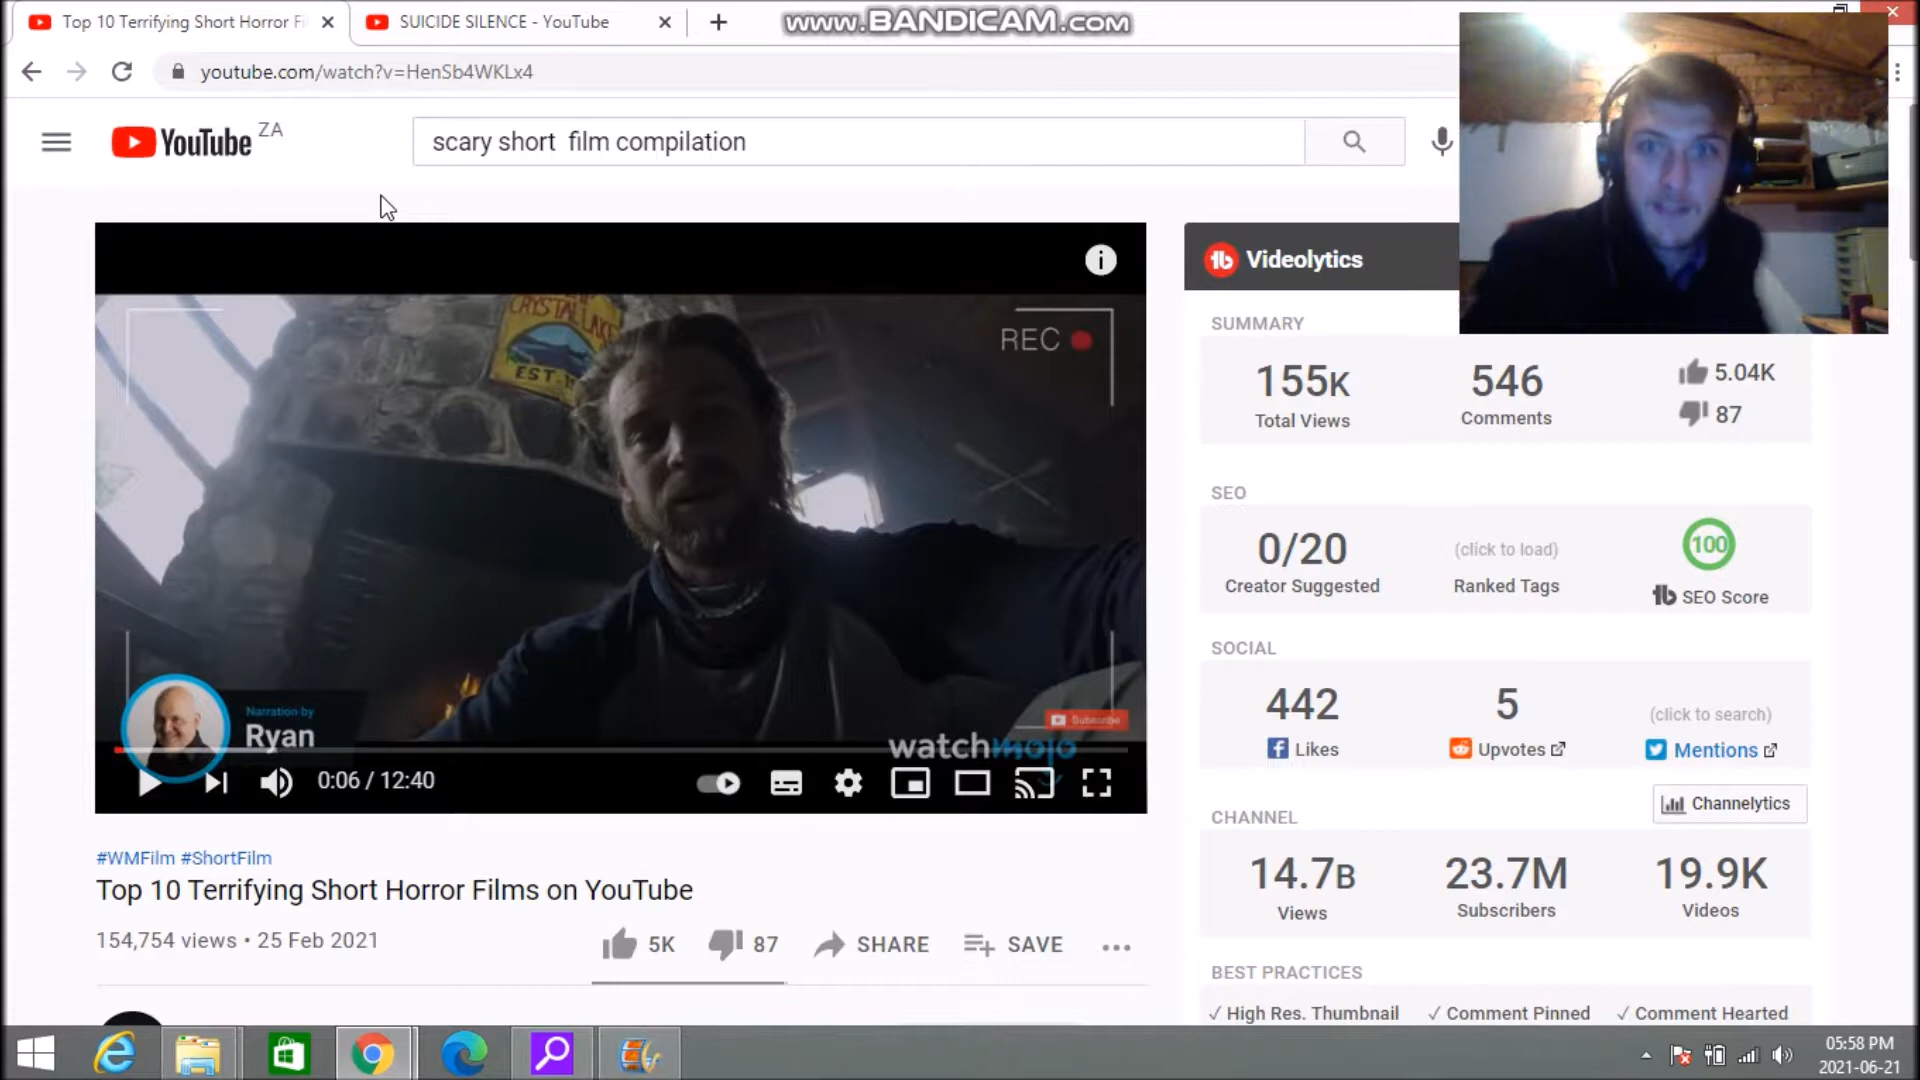 Top 10 Terrifying Short Horror Fi
SUICIDE SILENCE - YouTube
www.BANDICAM.com
youtube.com/watch?v=HenSb4WKLx4
YouTube ZA
scary short  film compilation
CRYSTAL LAKE
EST.
REC
Narration by
Ryan
Subscribe
watchmojo
0:06 / 12:40
#WMFilm #ShortFilm
Top 10 Terrifying Short Horror Films on YouTube
154,754 views • 25 Feb 2021
5K 87 SHARE SAVE
Videolytics
SUMMARY
155K 546 5.04K
Total Views Comments 87
SEO
0/20 (click to load) 100
Creator Suggested Ranked Tags SEO Score
SOCIAL
442 5 (click to search)
Likes Upvotes Mentions
Channelytics
CHANNEL
14.7B 23.7M 19.9K
Views Subscribers Videos
BEST PRACTICES
✓ High Res. Thumbnail ✓ Comment Pinned ✓ Comment Hearted
05:58 PM
2021-06-21